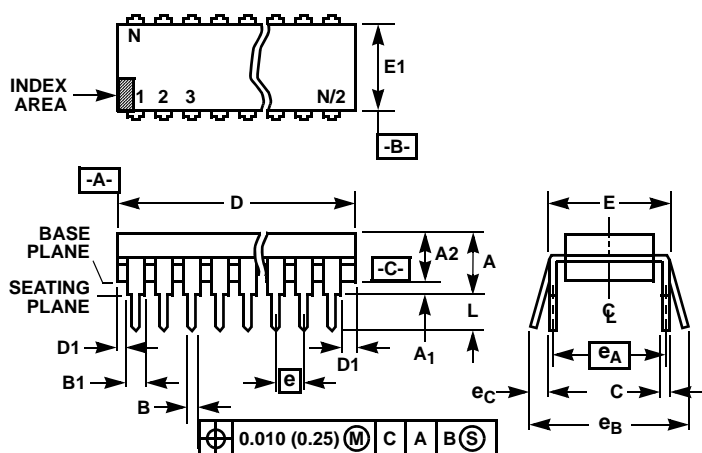 N
E1
INDEX
AREA
1 2 3 N/2
-B-
-A-
D
E
BASE
PLANE
A2
A
-C-
SEATING
PLANE
L
C̲L
D1
A1
D1
eA
B1
e
eC
C
B
eB
0.010 (0.25) M C A B S